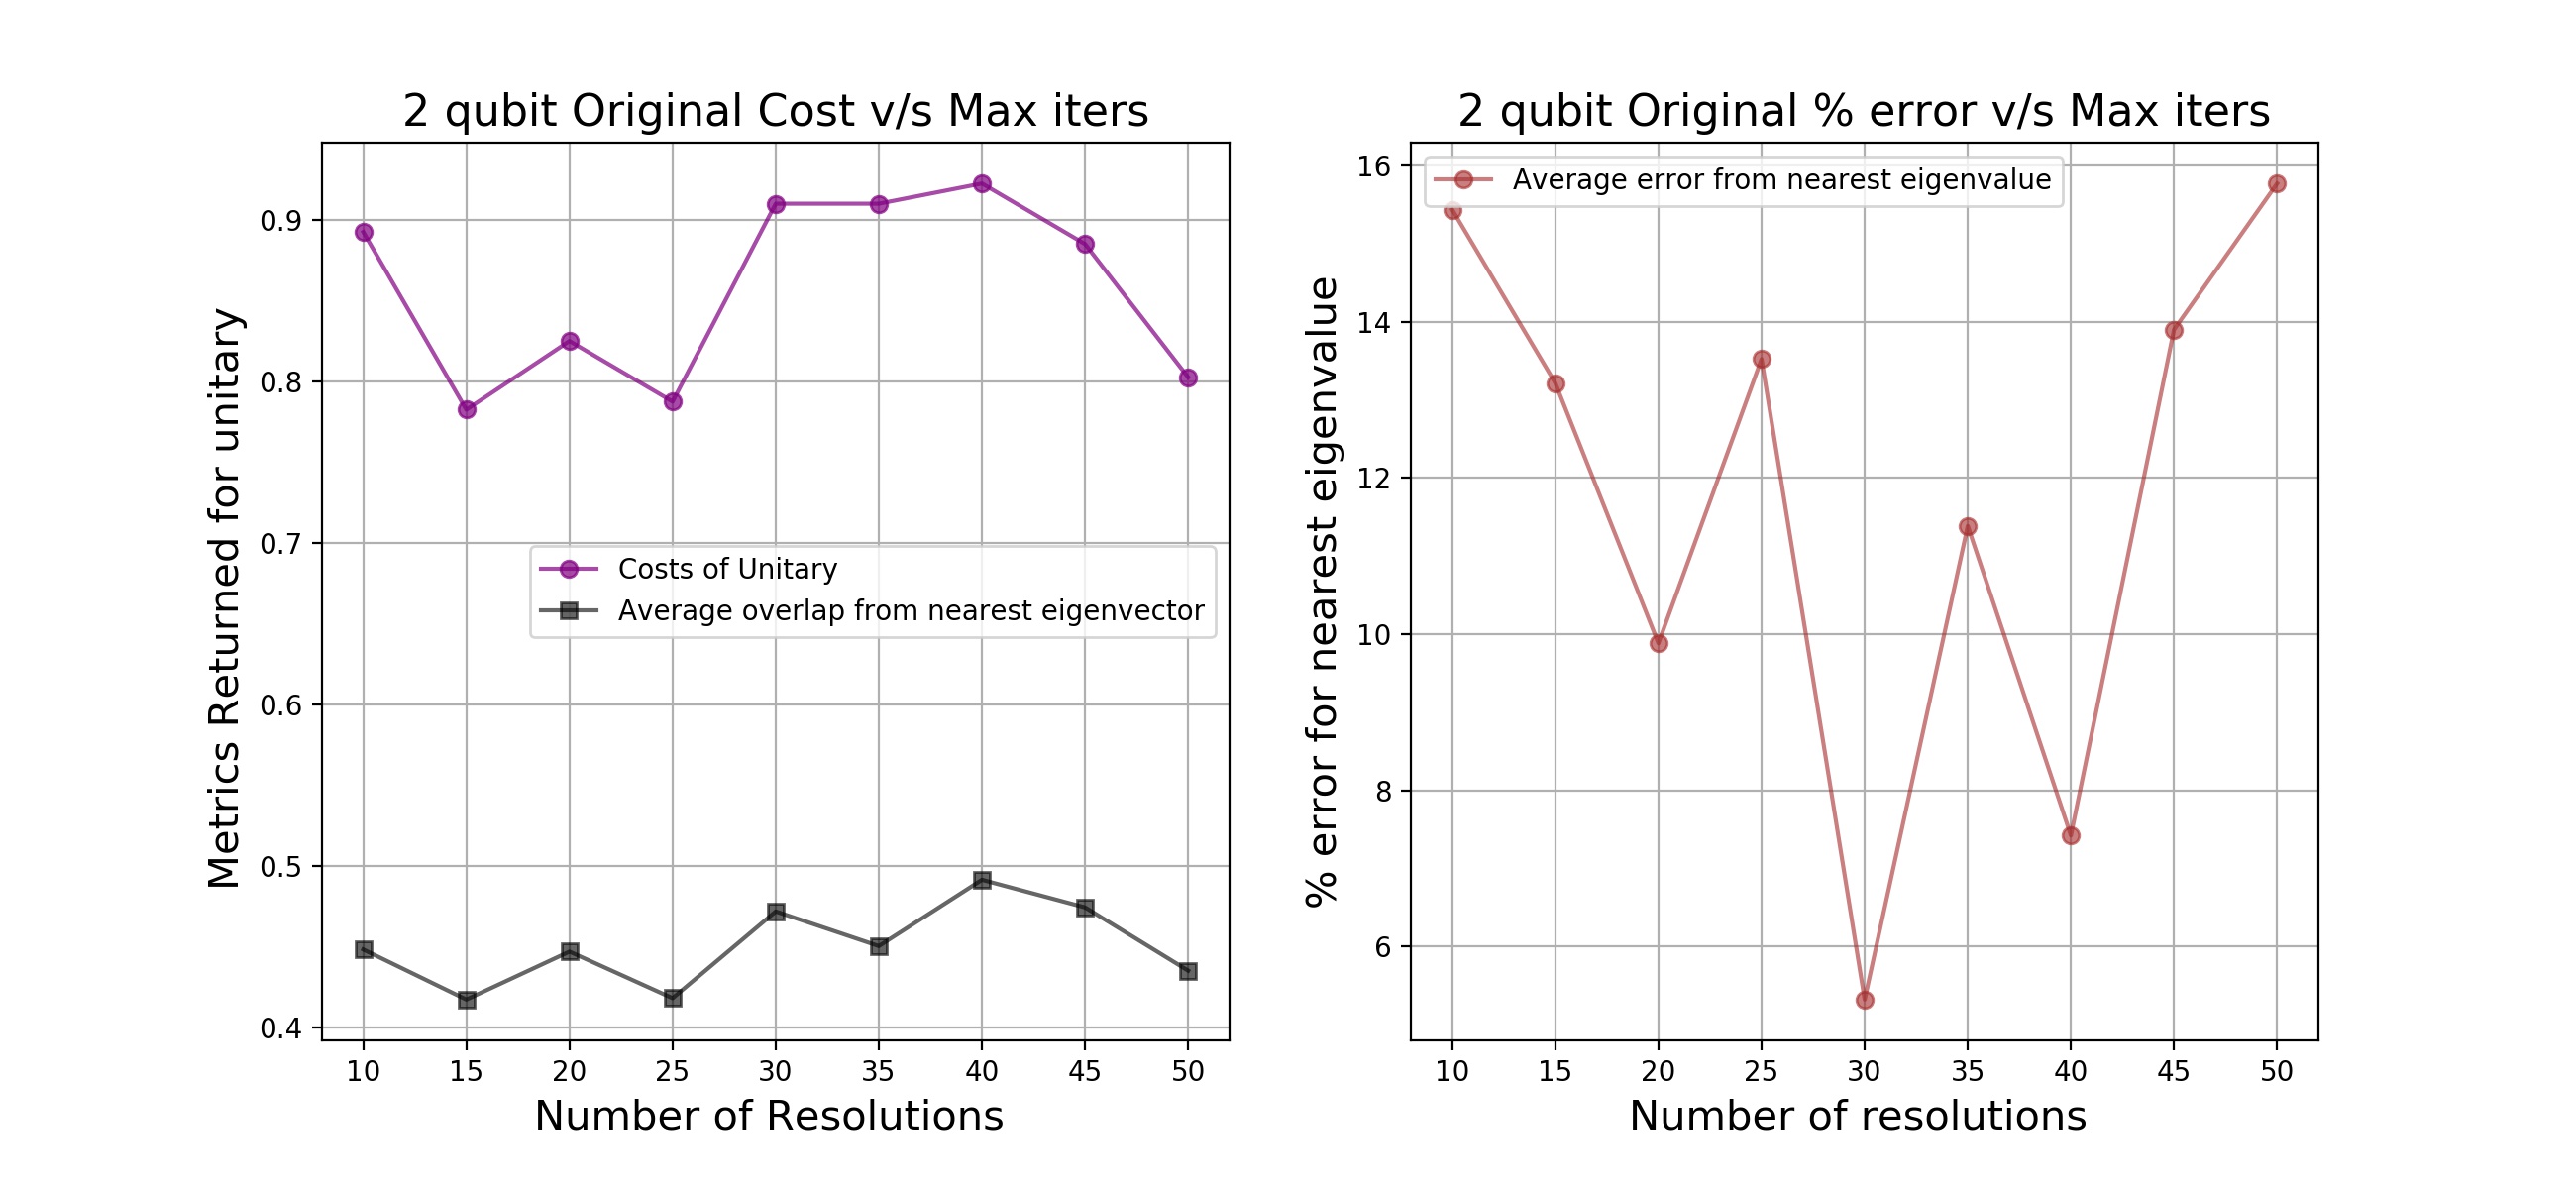 2 qubit Original Cost v/s Max iters
Metrics Returned for unitary
0.9
0.8
0.7
0.6
0.5
0.4
Costs of Unitary
Average overlap from nearest eigenvector
10 15 20 25 30 35 40 45 50
Number of Resolutions
2 qubit Original % error v/s Max iters
% error for nearest eigenvalue
16
14
12
10
8
6
Average error from nearest eigenvalue
10 15 20 25 30 35 40 45 50
Number of resolutions